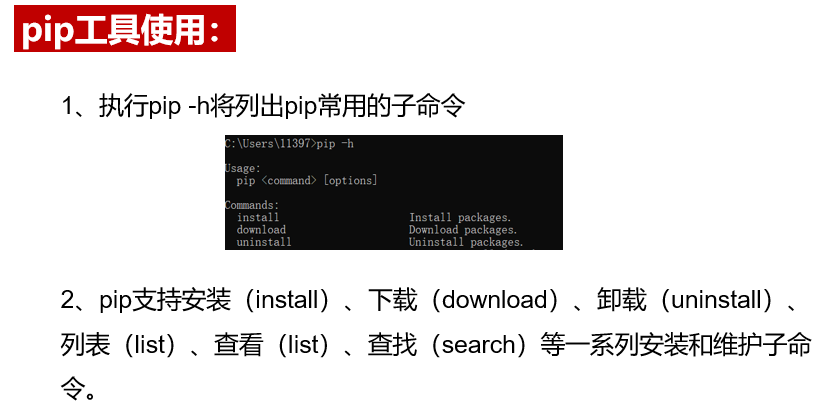 pip工具使用：
1、执行pip -h将列出pip常用的子命令
C:\Users\11397>pip -h
Usage:
pip <command> [options]
Commands:
install Install packages.
download Download packages.
uninstall Uninstall packages.
2、pip支持安装（install）、下载（download）、卸载（uninstall）、
列表（list）、查看（list）、查找（search）等一系列安装和维护子命
令。